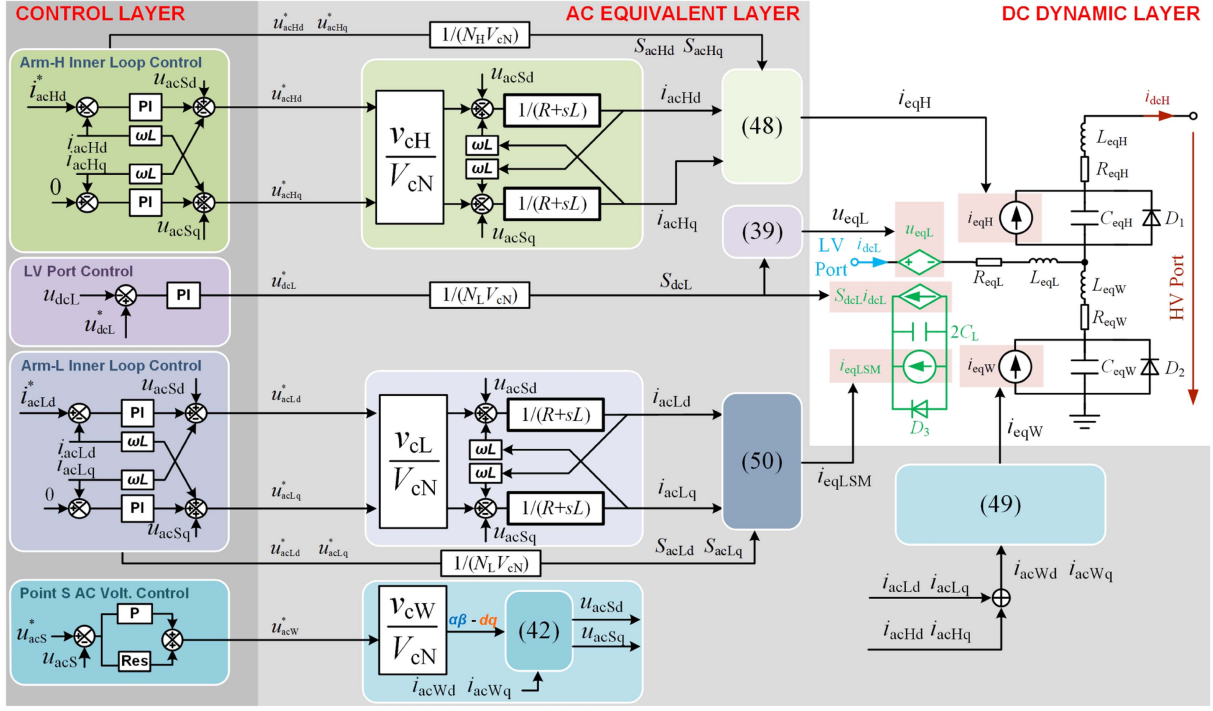 CONTROL LAYER
AC EQUIVALENT LAYER
DC DYNAMIC LAYER
u*acHd u*acHq
1/(NHVcN)
SacHd SacHq
Arm-H Inner Loop Control
i*acHd
uacSd
PI
ωL
iacHd
iacHq
ωL
0
PI
uacSq
u*acHd
u*acHq
vcH
VcN
uacSd
1/(R+sL)
ωL
ωL
1/(R+sL)
uacSq
iacHd
iacHq
(48)
ieqH
idcH
LeqH
ReqH
ieqH
CeqH
D1
(39)
ueqL
ueqL
LV
Port
idcL
+ -
ReqL
LeqL
LeqW
ReqW
HV Port
LV Port Control
udcL
PI
u*dcL
u*dcL
1/(NLVcN)
SdcL
SdcLidcL
2CL
ieqLSM
D3
ieqW
CeqW
D2
ieqW
Arm-L Inner Loop Control
i*acLd
uacSd
PI
ωL
iacLd
iacLq
ωL
0
PI
uacSq
u*acLd
u*acLq
vcL
VcN
uacSd
1/(R+sL)
ωL
ωL
1/(R+sL)
uacSq
iacLd
iacLq
(50)
ieqLSM
(49)
u*acLd u*acLq
1/(NLVcN)
SacLd SacLq
iacWd iacWq
iacLd iacLq
iacHd iacHq
Point S AC Volt. Control
u*acS
P
uacS
Res
u*acW
vcW
VcN
αβ - dq
(42)
uacSd
uacSq
iacWd iacWq